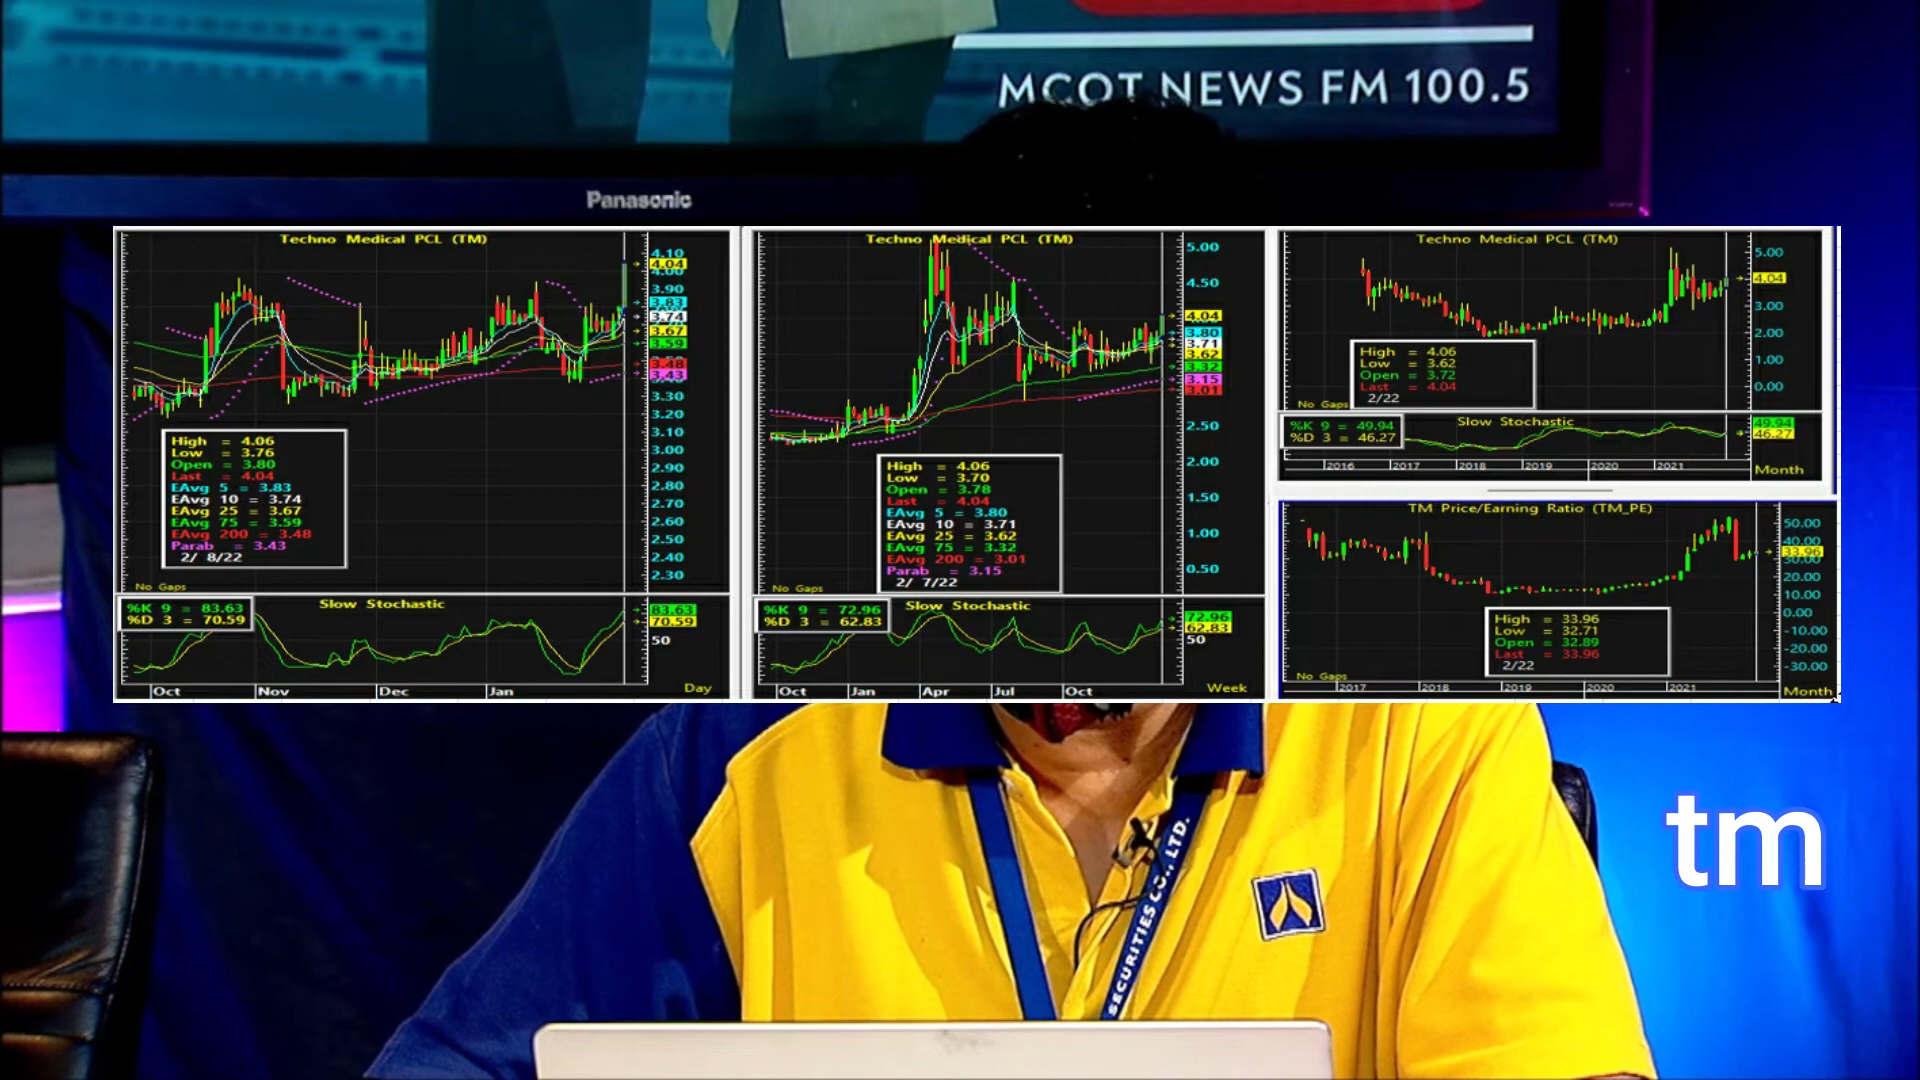 MCOT NEWS FM 100.5
Panasonic
Techno Medical PCL (TM)
4.10
4.04
4.00
3.90
3.83
3.74
3.67
3.59
3.48
3.43
3.30
3.20
3.10
3.00
2.90
2.80
2.70
2.60
2.50
2.40
2.30
High = 4.06
Low = 3.76
Open = 3.80
Last = 4.04
EAvg 5 = 3.83
EAvg 10 = 3.74
EAvg 25 = 3.67
EAvg 75 = 3.59
EAvg 200 = 3.48
Parab = 3.43
2/ 8/22
No Gaps
%K 9 = 83.63
%D 3 = 70.59
Slow Stochastic
83.63
70.59
50
Oct Nov Dec Jan Day
Techno Medical PCL (TM)
5.00
4.50
4.04
3.80
3.71
3.62
3.32
3.15
3.01
2.50
2.00
1.50
1.00
0.50
High = 4.06
Low = 3.70
Open = 3.78
Last = 4.04
EAvg 5 = 3.80
EAvg 10 = 3.71
EAvg 25 = 3.62
EAvg 75 = 3.32
EAvg 200 = 3.01
Parab = 3.15
2/ 7/22
No Gaps
%K 9 = 72.96
%D 3 = 62.83
Slow Stochastic
72.96
62.83
50
Oct Jan Apr Jul Oct Week
Techno Medical PCL (TM)
5.00
4.04
3.00
2.00
1.00
0.00
High = 4.06
Low = 3.62
Open = 3.72
Last = 4.04
2/22
No Gaps
%K 9 = 49.94
%D 3 = 46.27
Slow Stochastic
49.94
46.27
2016 2017 2018 2019 2020 2021 Month
TM Price/Earning Ratio (TM_PE)
50.00
40.00
33.96
30.00
20.00
10.00
0.00
-10.00
-20.00
-30.00
High = 33.96
Low = 32.71
Open = 32.89
Last = 33.96
2/22
No Gaps
2017 2018 2019 2020 2021 Month
tm
SECURITIES CO., LTD.